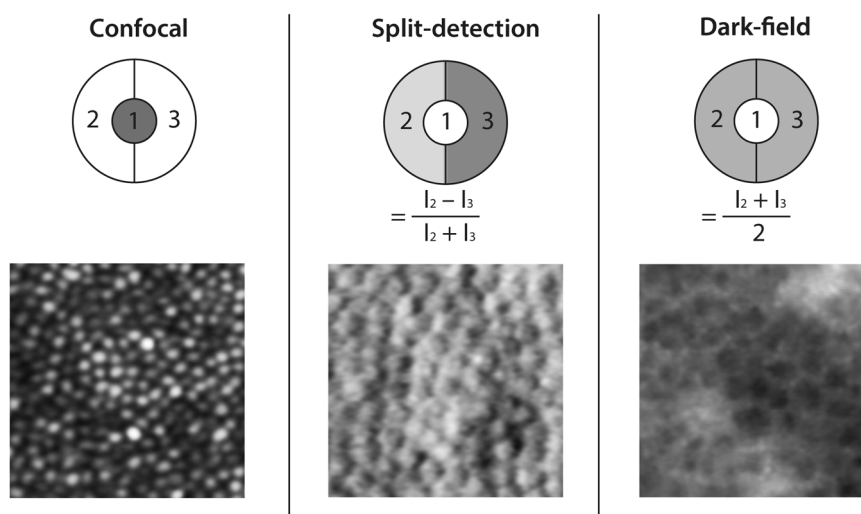 Confocal
2 1 3
Split-detection
2 1 3
= I₂ – I₃
I₂ + I₃
Dark-field
2 1 3
= I₂ + I₃
2